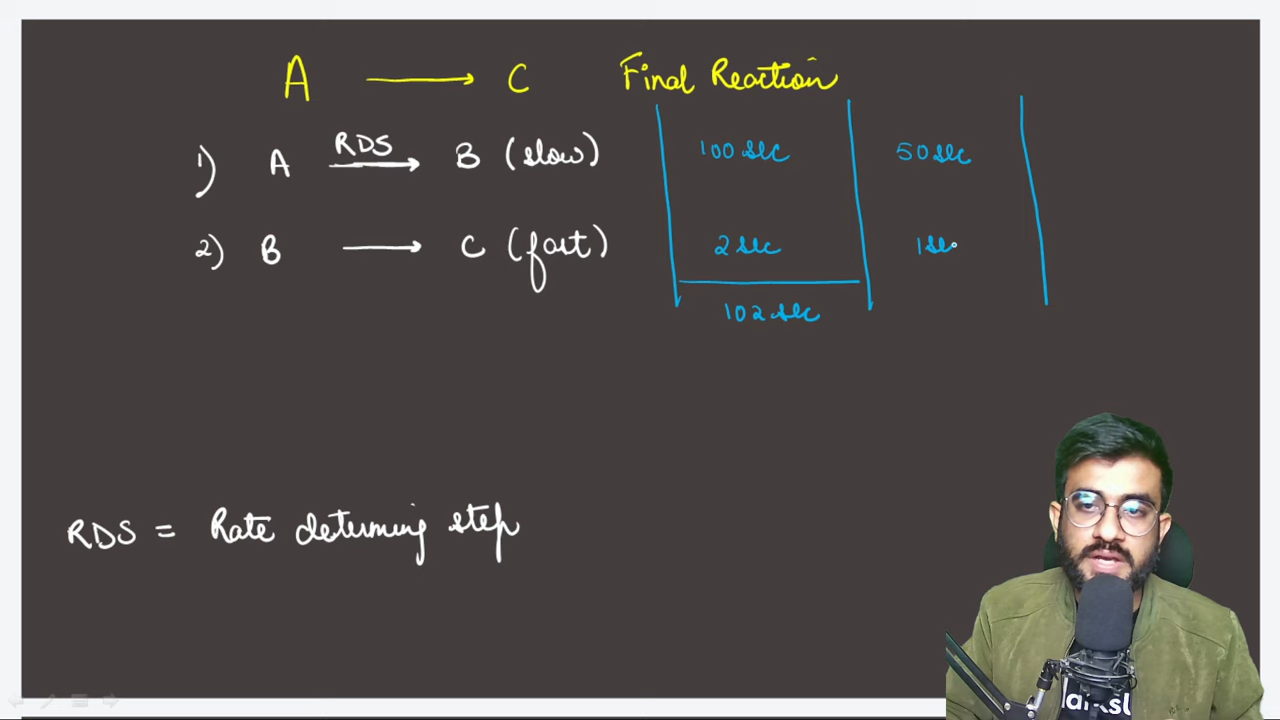 A → C Final Reaction
1) A RDS → B (slow) 100 sec 50 sec
2) B → C (fast) 2 sec 1 sec
102 sec
RDS = Rate determing step